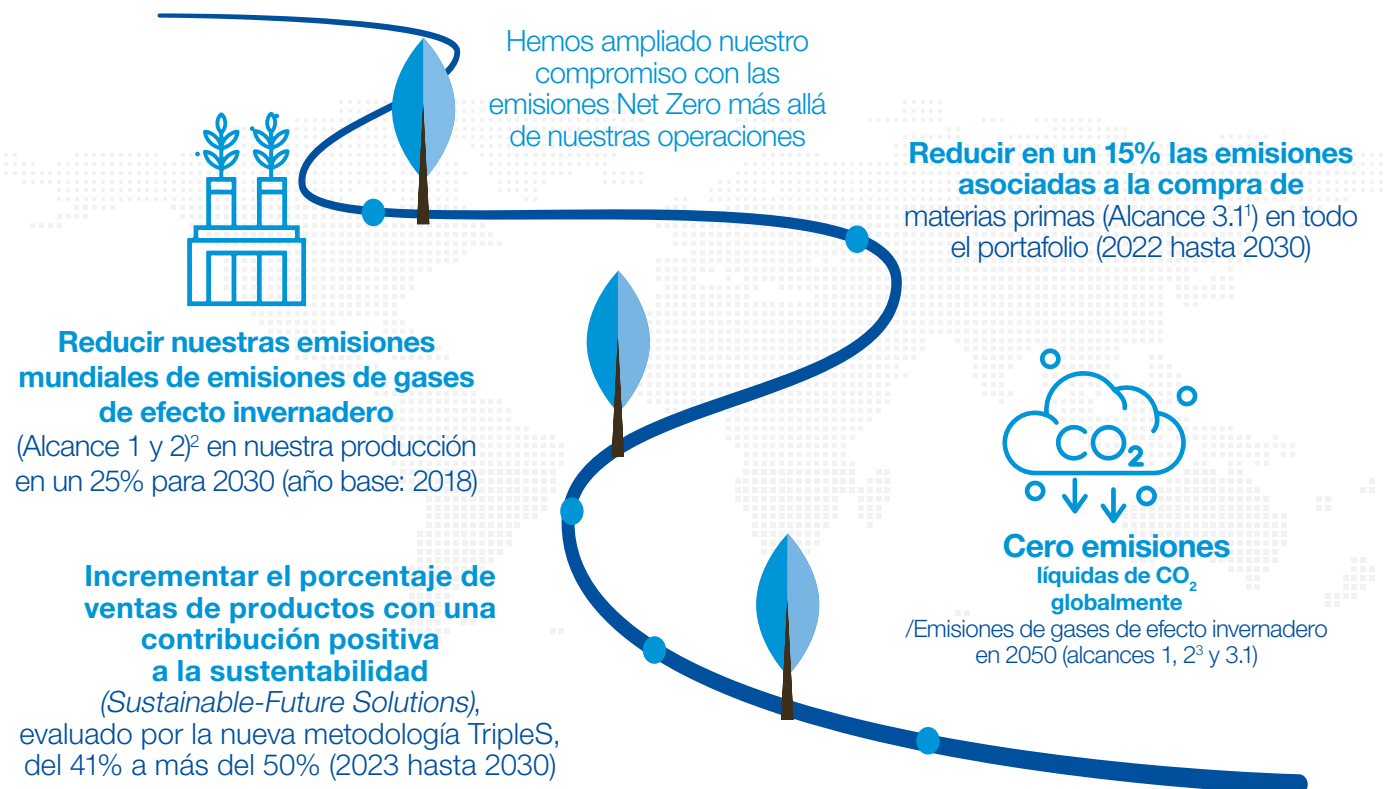 Hemos ampliado nuestro
compromiso con las
emisiones Net Zero más allá
de nuestras operaciones
Reducir en un 15% las emisiones
asociadas a la compra de
materias primas (Alcance 3.1¹) en todo
el portafolio (2022 hasta 2030)
Reducir nuestras emisiones
mundiales de emisiones de gases
de efecto invernadero
(Alcance 1 y 2)² en nuestra producción
en un 25% para 2030 (año base: 2018)
CO₂
Cero emisiones
líquidas de CO₂
globalmente
/Emisiones de gases de efecto invernadero
en 2050 (alcances 1, 2³ y 3.1)
Incrementar el porcentaje de
ventas de productos con una
contribución positiva
a la sustentabilidad
(Sustainable-Future Solutions),
evaluado por la nueva metodología TripleS,
del 41% a más del 50% (2023 hasta 2030)